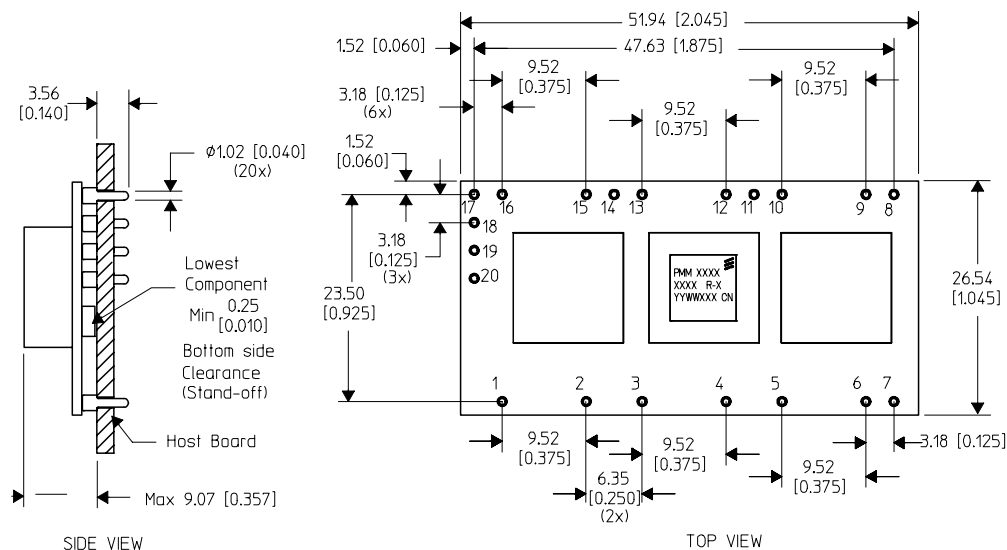 3.56
[0.140]
ø1.02 [0.040]
(20x)
Lowest
Component
Min 0.25
[0.010]
Bottom side
Clearance
(Stand-off)
Host Board
Max 9.07 [0.357]
SIDE VIEW
51.94 [2.045]
1.52 [0.060]
47.63 [1.875]
9.52
[0.375]
9.52
[0.375]
3.18 [0.125]
(6x)
9.52
[0.375]
1.52
[0.060]
17
16
15
14
13
12
11
10
9
8
18
19
20
3.18
[0.125]
(3x)
23.50
[0.925]
PMM XXXX
XXXX R-X
YYWWXXX CN
26.54
[1.045]
1
2
3
4
5
6
7
9.52
[0.375]
9.52
[0.375]
3.18 [0.125]
6.35
[0.250]
(2x)
9.52
[0.375]
TOP VIEW